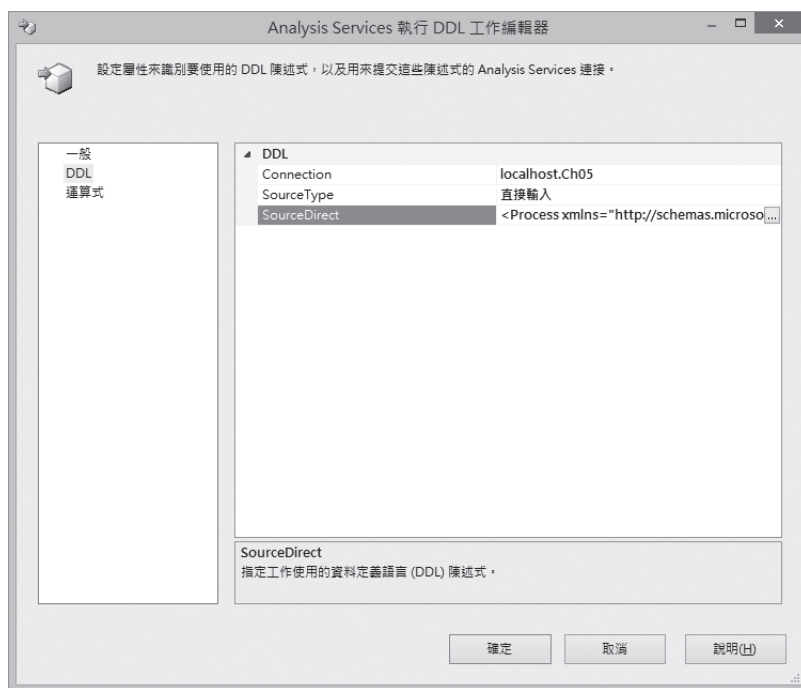 Analysis Services 執行 DDL 工作編輯器
設定屬性來識別要使用的 DDL 陳述式，以及用來提交這些陳述式的 Analysis Services 連接。
一般
DDL
運算式
DDL
Connection localhost.Ch05
SourceType 直接輸入
SourceDirect <Process xmlns="http://schemas.microso ...
SourceDirect
指定工作使用的資料定義語言 (DDL) 陳述式。
確定 取消 說明(H)